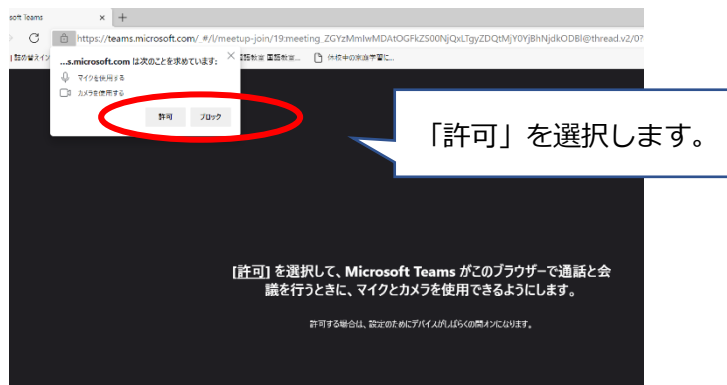 soft Teams
https://teams.microsoft.com/_#/l/meetup-join/19:meeting_ZGYzMmIwMDAtOGFkZS00NjQxLTgyZDQtMjY0YjBhNjdkODBl@thread.v2/0?
...s.microsoft.com は次のことを求めています:
休校中の家庭学習に...
マイクを使用する
カメラを使用する
許可 ブロック
「許可」を選択します。
[許可] を選択して、Microsoft Teams がこのブラウザーで通話と会
議を行うときに、マイクとカメラを使用できるようにします。
許可する場合は、設定のためにデバイスがしばらくの間オンになります。